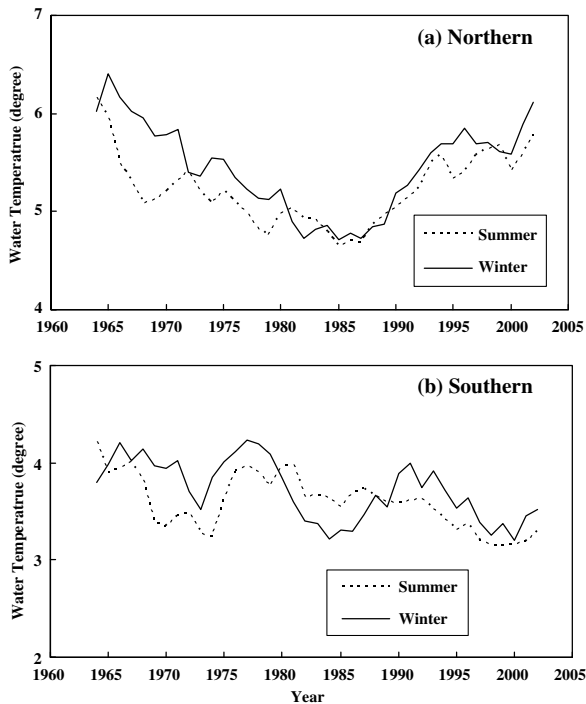 7
(a) Northern
6
5
4
Water Temperatrue (degree)
Summer
Winter
1960 1965 1970 1975 1980 1985 1990 1995 2000 2005
5
(b) Southern
4
3
2
Water Temperatrue (degree)
Summer
Winter
1960 1965 1970 1975 1980 1985 1990 1995 2000 2005
Year